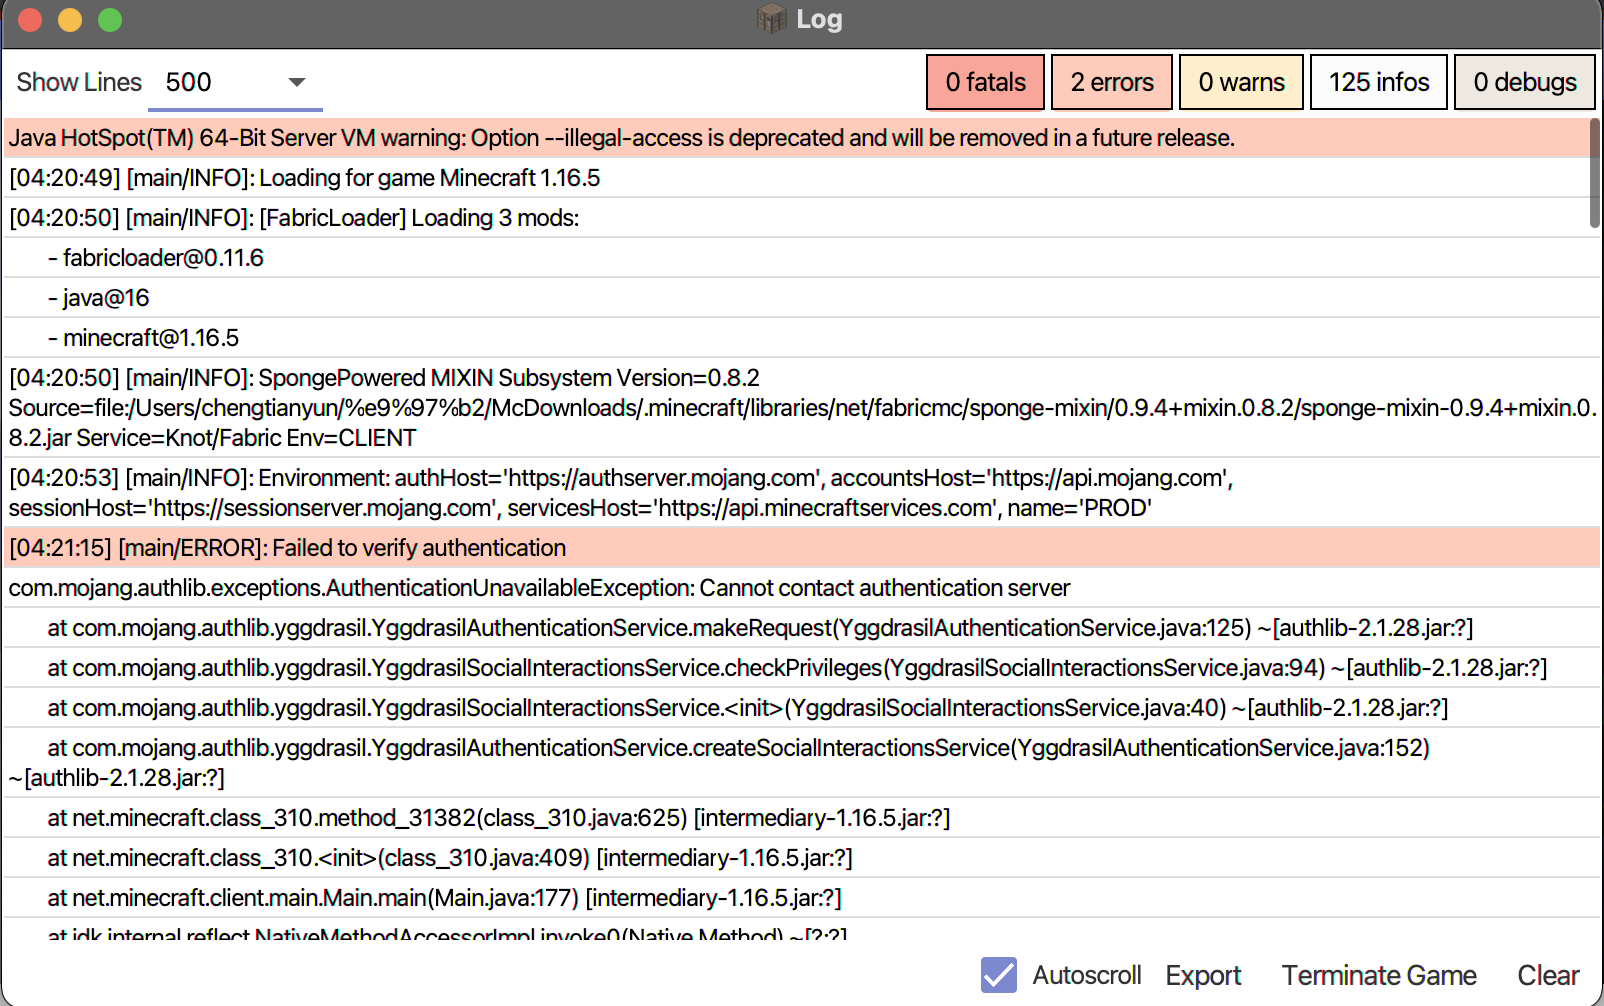 Log
Show Lines 500 0 fatals 2 errors 0 warns 125 infos 0 debugs
Java HotSpot(TM) 64-Bit Server VM warning: Option --illegal-access is deprecated and will be removed in a future release.
[04:20:49] [main/INFO]: Loading for game Minecraft 1.16.5
[04:20:50] [main/INFO]: [FabricLoader] Loading 3 mods:
- fabricloader@0.11.6
- java@16
- minecraft@1.16.5
[04:20:50] [main/INFO]: SpongePowered MIXIN Subsystem Version=0.8.2
Source=file:/Users/chengtianyun/%e9%97%b2/McDownloads/.minecraft/libraries/net/fabricmc/sponge-mixin/0.9.4+mixin.0.8.2/sponge-mixin-0.9.4+mixin.0.
8.2.jar Service=Knot/Fabric Env=CLIENT
[04:20:53] [main/INFO]: Environment: authHost='https://authserver.mojang.com', accountsHost='https://api.mojang.com',
sessionHost='https://sessionserver.mojang.com', servicesHost='https://api.minecraftservices.com', name='PROD'
[04:21:15] [main/ERROR]: Failed to verify authentication
com.mojang.authlib.exceptions.AuthenticationUnavailableException: Cannot contact authentication server
at com.mojang.authlib.yggdrasil.YggdrasilAuthenticationService.makeRequest(YggdrasilAuthenticationService.java:125) ~[authlib-2.1.28.jar:?]
at com.mojang.authlib.yggdrasil.YggdrasilSocialInteractionsService.checkPrivileges(YggdrasilSocialInteractionsService.java:94) ~[authlib-2.1.28.jar:?]
at com.mojang.authlib.yggdrasil.YggdrasilSocialInteractionsService.<init>(YggdrasilSocialInteractionsService.java:40) ~[authlib-2.1.28.jar:?]
at com.mojang.authlib.yggdrasil.YggdrasilAuthenticationService.createSocialInteractionsService(YggdrasilAuthenticationService.java:152)
~[authlib-2.1.28.jar:?]
at net.minecraft.class_310.method_31382(class_310.java:625) [intermediary-1.16.5.jar:?]
at net.minecraft.class_310.<init>(class_310.java:409) [intermediary-1.16.5.jar:?]
at net.minecraft.client.main.Main.main(Main.java:177) [intermediary-1.16.5.jar:?]
at jdk.internal.reflect.NativeMethodAccessorImpl.invoke0(Native Method) ~[?:?]
Autoscroll Export Terminate Game Clear